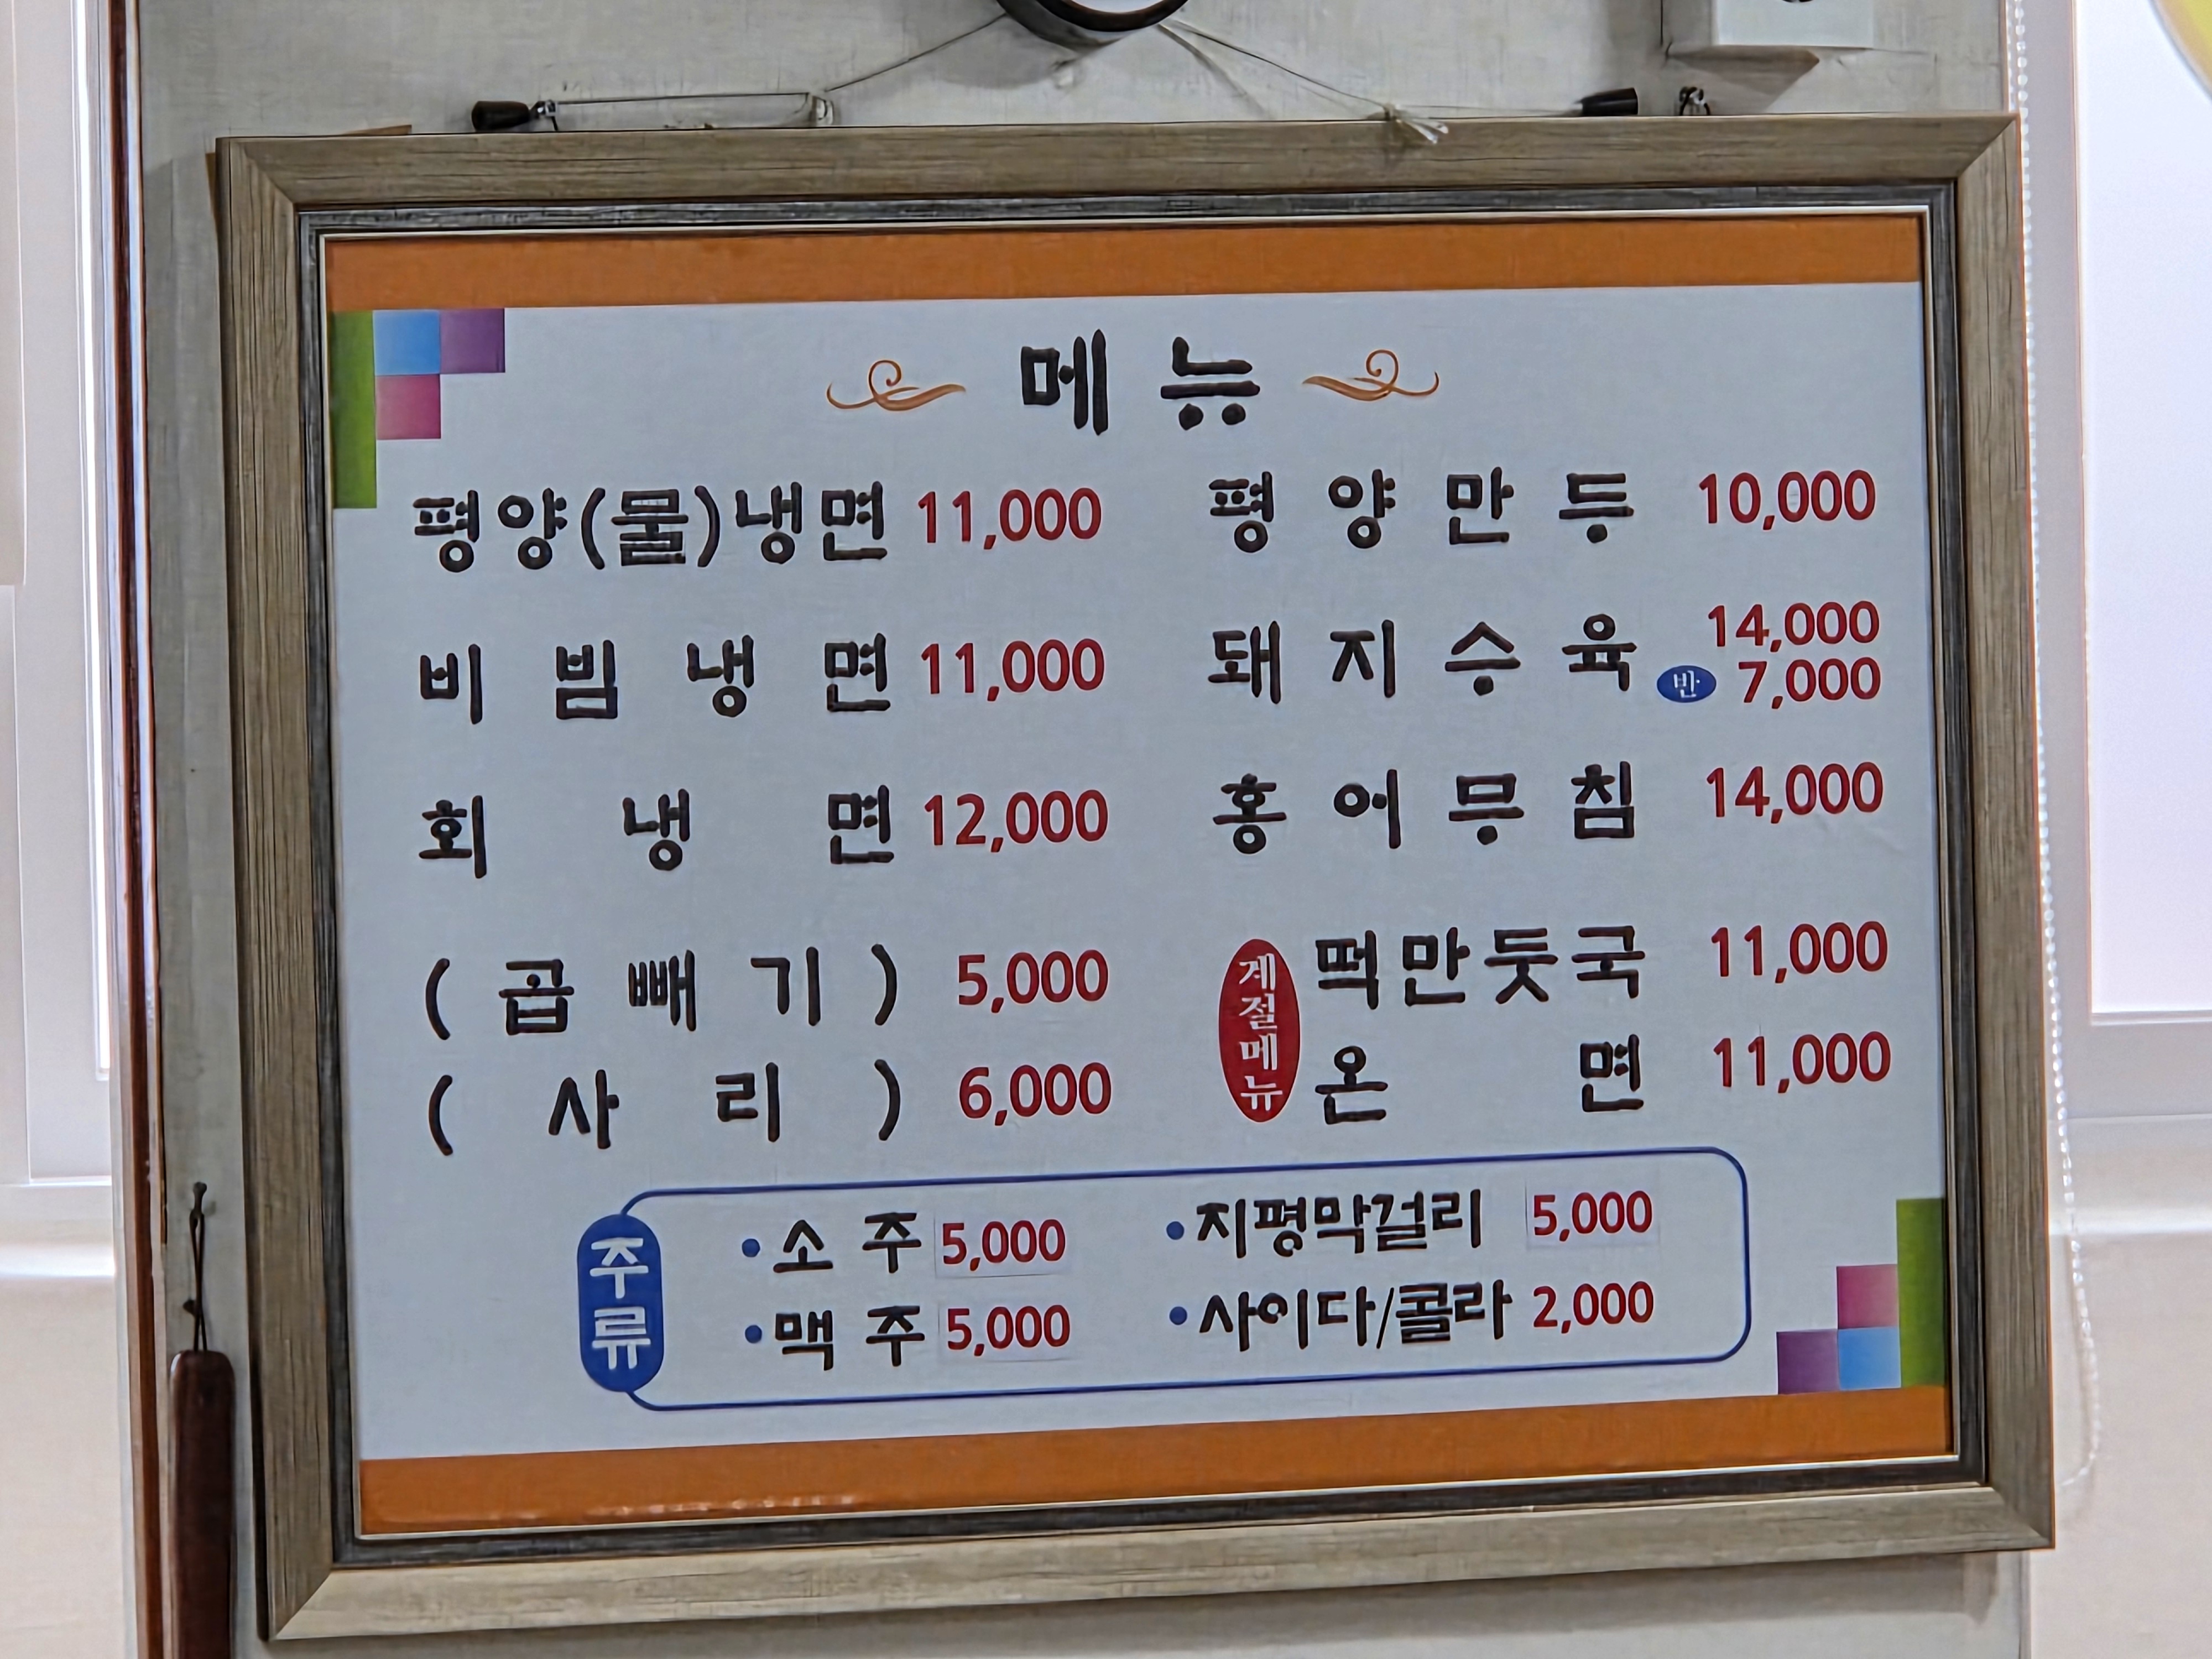 메뉴
평양(물)냉면 11,000
비빔냉면 11,000
회냉면 12,000
(곱빼기) 5,000
(사리) 6,000
평양만두 10,000
돼지수육 14,000
반 7,000
홍어무침 14,000
계절메뉴
떡만둣국 11,000
온면 11,000
주류
•소주 5,000
•맥주 5,000
•지평막걸리 5,000
•사이다/콜라 2,000